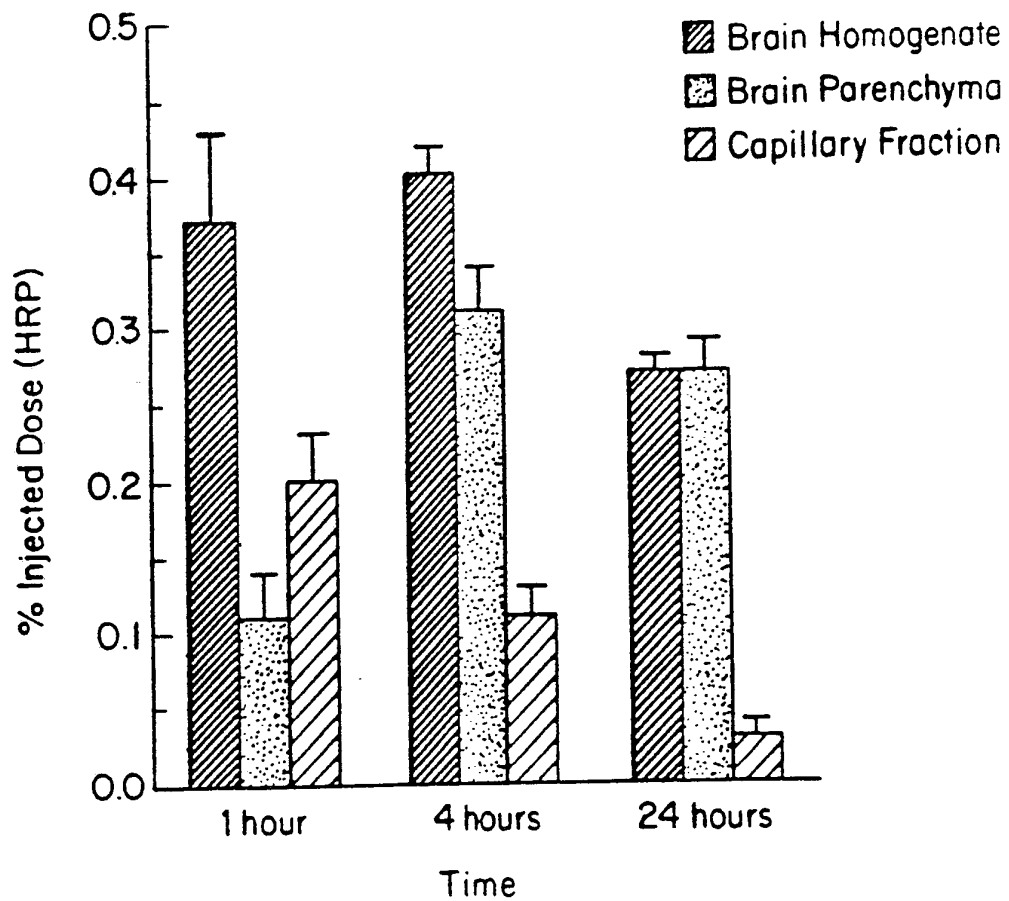 Brain Homogenate
Brain Parenchyma
Capillary Fraction
% Injected Dose (HRP)
0.5
0.4
0.3
0.2
0.1
0.0
1 hour
4 hours
24 hours
Time